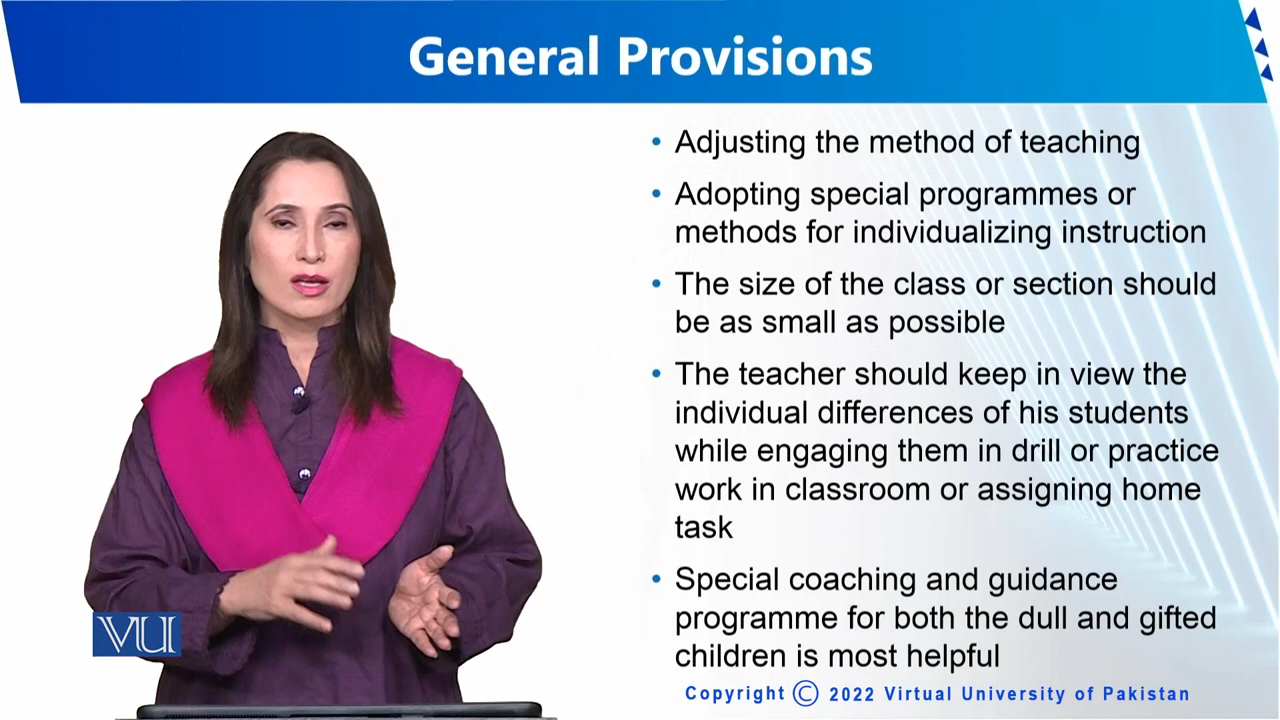 General Provisions
• Adjusting the method of teaching
• Adopting special programmes or
methods for individualizing instruction
• The size of the class or section should
be as small as possible
• The teacher should keep in view the
individual differences of his students
while engaging them in drill or practice
work in classroom or assigning home
task
• Special coaching and guidance
programme for both the dull and gifted
children is most helpful
VU
Copyright © 2022 Virtual University of Pakistan